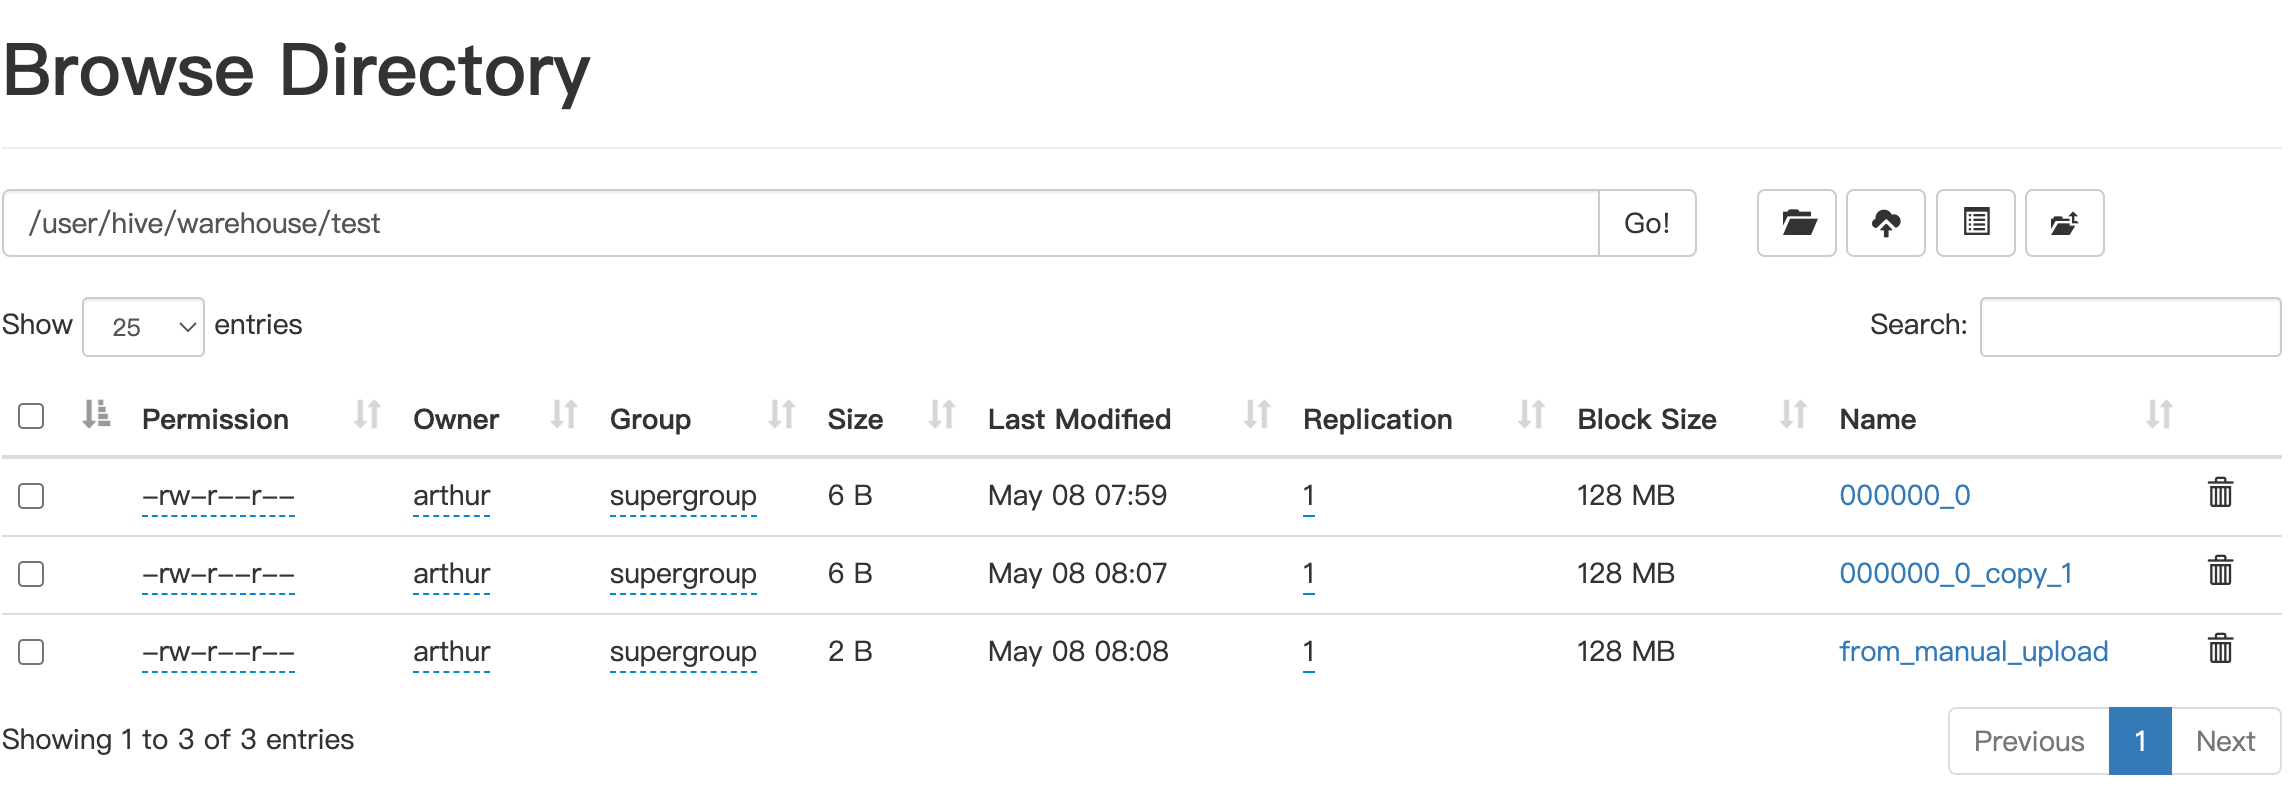 Browse Directory
/user/hive/warehouse/test Go!
Show 25 entries Search:
Permission Owner Group Size Last Modified Replication Block Size Name
-rw-r--r-- arthur supergroup 6 B May 08 07:59 1 128 MB 000000_0
-rw-r--r-- arthur supergroup 6 B May 08 08:07 1 128 MB 000000_0_copy_1
-rw-r--r-- arthur supergroup 2 B May 08 08:08 1 128 MB from_manual_upload
Showing 1 to 3 of 3 entries Previous 1 Next